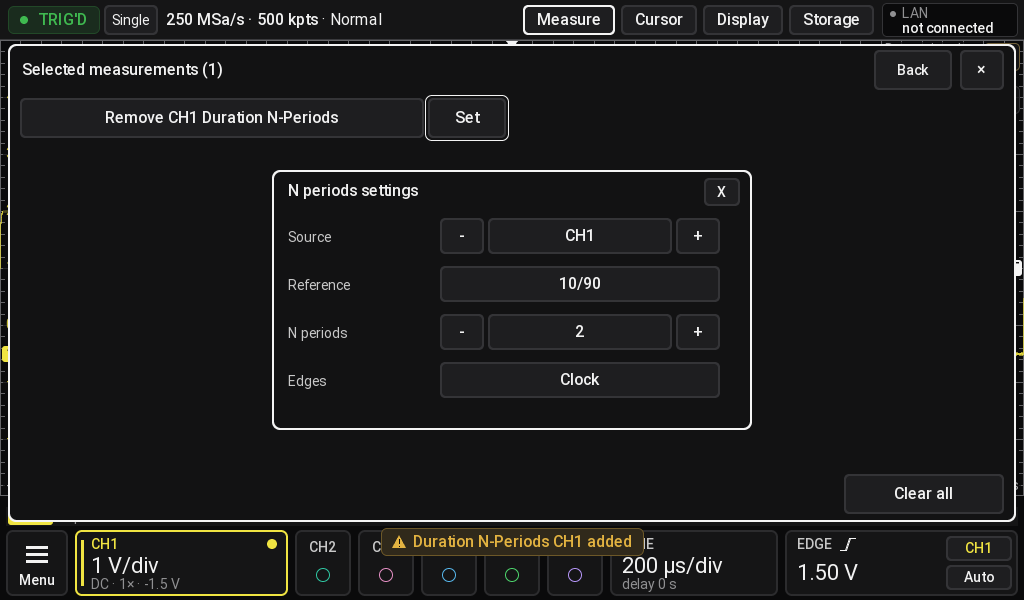 TRIG'D
Single
250 MSa/s · 500 kpts · Normal
Measure
Cursor
Display
Storage
LAN
not connected
Selected measurements (1)
Back
×
Remove CH1 Duration N-Periods
Set
N periods settings
X
Source
-
CH1
+
Reference
10/90
N periods
-
2
+
Edges
Clock
Clear all
Menu
CH1
1 V/div
DC · 1× · -1.5 V
CH2
Duration N-Periods CH1 added
200 µs/div
delay 0 s
EDGE
1.50 V
CH1
Auto